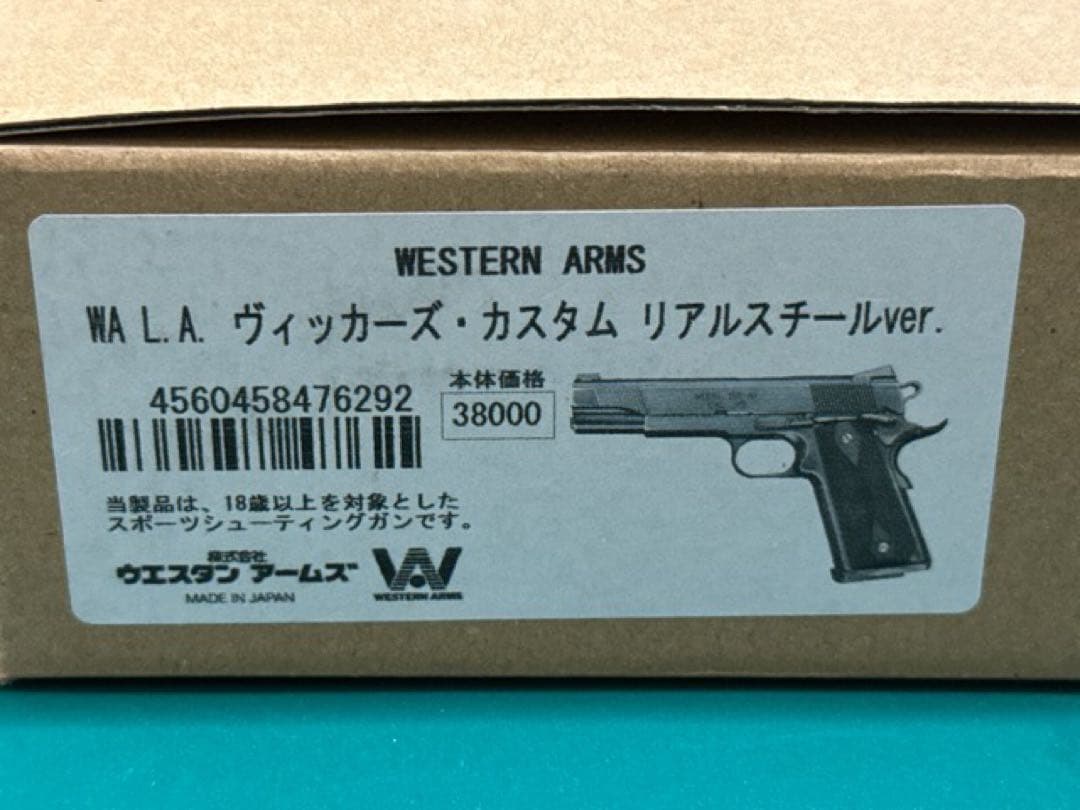 WESTERN ARMS
WA L.A. ヴィッカーズ・カスタム リアルスチールver.
4560458476292
本体価格
38000
当製品は、18歳以上を対象とした
スポーツシューティングガンです。
株式会社
ウエスタン アームズ
MADE IN JAPAN
WESTERN ARMS